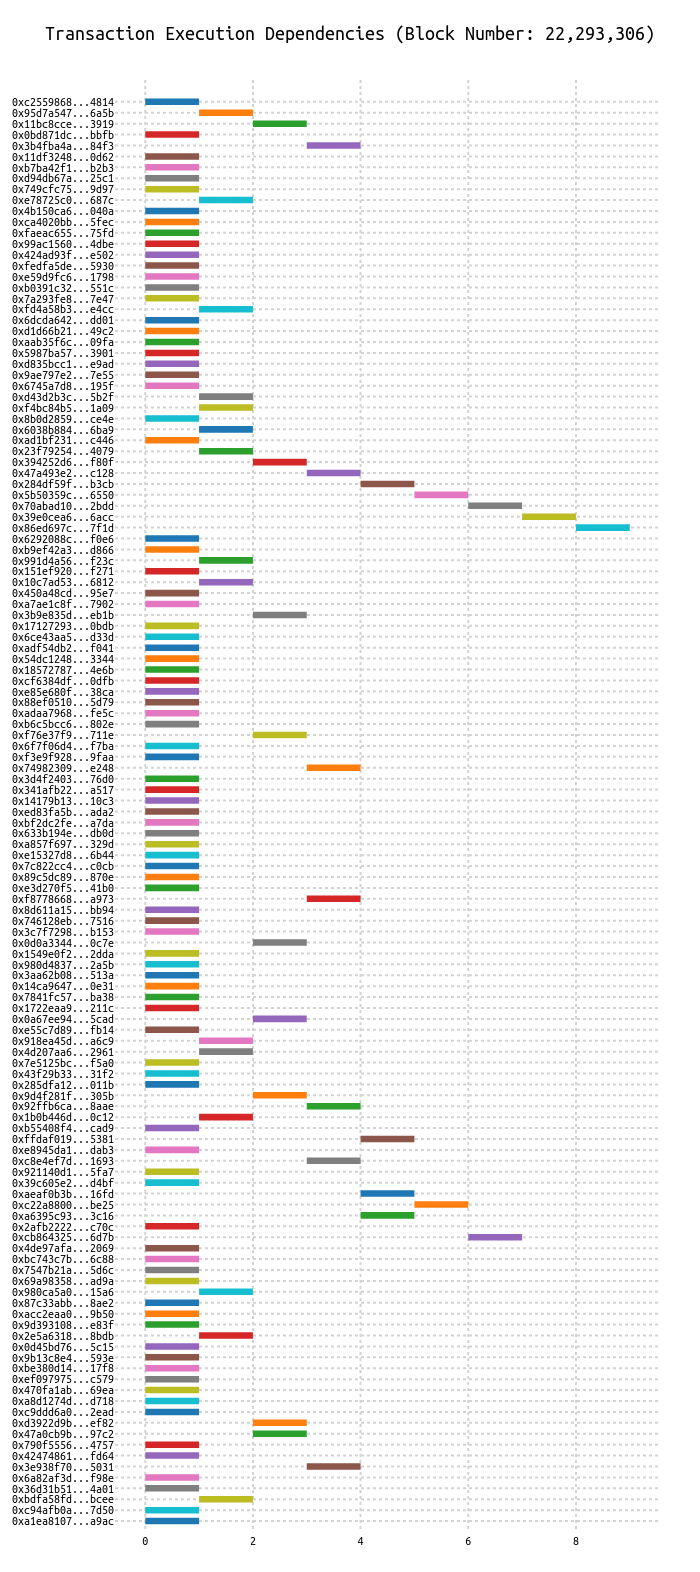 Transaction Execution Dependencies (Block Number: 22,293,306)
0xc2559868...4814
0x95d7a547...6a5b
0x11bc8cce...3919
0x0bd871dc...bbfb
0x3b4fba4a...84f3
0x11df3248...0d62
0xb7ba42f1...b2b3
0xd94db67a...25c1
0x749cfc75...9d97
0xe78725c0...687c
0x4b150ca6...040a
0xca4020bb...5fec
0xfaeac655...75fd
0x99ac1560...4dbe
0x424ad93f...e502
0xfedfa5de...5930
0xe59d9fc6...1798
0xb0391c32...551c
0x7a293fe8...7e47
0xfd4a58b3...e4cc
0x6dcda642...dd01
0xd1d66b21...49c2
0xaab35f6c...09fa
0x5987ba57...3901
0xd835bcc1...e9ad
0x9ae797e2...7e55
0x6745a7d8...195f
0xd43d2b3c...5b2f
0xf4bc84b5...1a09
0x8b0d2859...ce4e
0x6038b884...6ba9
0xad1bf231...c446
0x23f79254...4079
0x394252d6...f80f
0x47a493e2...c128
0x284df59f...b3cb
0x5b50359c...6550
0x70abad10...2bdd
0x39e0cea6...6acc
0x86ed697c...7f1d
0x6292088c...f0e6
0xb9ef42a3...d866
0x991d4a56...f23c
0x151ef920...f271
0x10c7ad53...6812
0x450a48cd...95e7
0xa7ae1c8f...7902
0x3b9e835d...eb1b
0x17127293...0bdb
0x6ce43aa5...d33d
0xadf54db2...f041
0x54dc1248...3344
0x18572787...4e6b
0xcf6384df...0dfb
0xe85e680f...38ca
0x88ef0510...5d79
0xadaa7968...fe5c
0xb6c5bcc6...802e
0xf76e37f9...711e
0x6f7f06d4...f7ba
0xf3e9f928...9faa
0x74982309...e248
0x3d4f2403...76d0
0x341afb22...a517
0x14179b13...10c3
0xed83fa5b...ada2
0xbf2dc2fe...a7da
0x633b194e...db0d
0xa857f697...329d
0xe15327d8...6b44
0x7c822cc4...c0cb
0x89c5dc89...870e
0xe3d270f5...41b0
0xf8778668...a973
0x8d611a15...bb94
0x746128eb...7516
0x3c7f7298...b153
0x0d0a3344...0c7e
0x1549e0f2...2dda
0x980d4837...2a5b
0x3aa62b08...513a
0x14ca9647...0e31
0x7841fc57...ba38
0x1722eaa9...211c
0x0a67ee94...5cad
0xe55c7d89...fb14
0x918ea45d...a6c9
0x4d207aa6...2961
0x7e5125bc...f5a0
0x43f29b33...31f2
0x285dfa12...011b
0x9d4f281f...305b
0x92ffb6ca...8aae
0x1b0b446d...0c12
0xb55408f4...cad9
0xffdaf019...5381
0xe8945da1...dab3
0xc8e4ef7d...1693
0x921140d1...5fa7
0x39c605e2...d4bf
0xaeaf0b3b...16fd
0xc22a8800...be25
0xa6395c93...3c16
0x2afb2222...c70c
0xcb864325...6d7b
0x4de97afa...2069
0xbc743c7b...6c88
0x7547b21a...5d6c
0x69a98358...ad9a
0x980ca5a0...15a6
0x87c33abb...8ae2
0xacc2eaa0...9b50
0x9d393108...e83f
0x2e5a6318...8bdb
0x0d45bd76...5c15
0x9b13c8e4...593e
0xbe380d14...17f8
0xef097975...c579
0x470fa1ab...69ea
0xa8d1274d...d718
0xc9ddd6a0...2ead
0xd3922d9b...ef82
0x47a0cb9b...97c2
0x790f5556...4757
0x42474861...fd64
0x3e938f70...5031
0x6a82af3d...f98e
0x36d31b51...4a01
0xbdfa58fd...bcee
0xc94afb0a...7d50
0xa1ea8107...a9ac
0 2 4 6 8